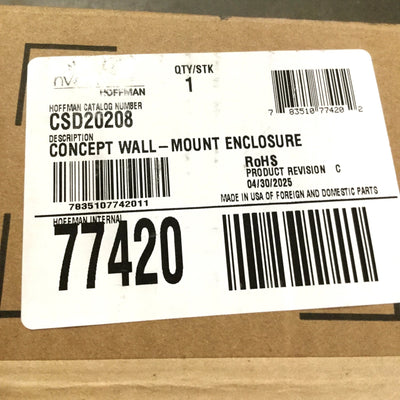 HOFFMAN
QTY/STK
1
7 83510 77420 2
HOFFMAN CATALOG NUMBER
CSD20208
DESCRIPTION
CONCEPT WALL-MOUNT ENCLOSURE
RoHS
PRODUCT REVISION C
04/30/2025
MADE IN USA OF FOREIGN AND DOMESTIC PARTS
7835107742011
HOFFMAN INTERNAL
77420